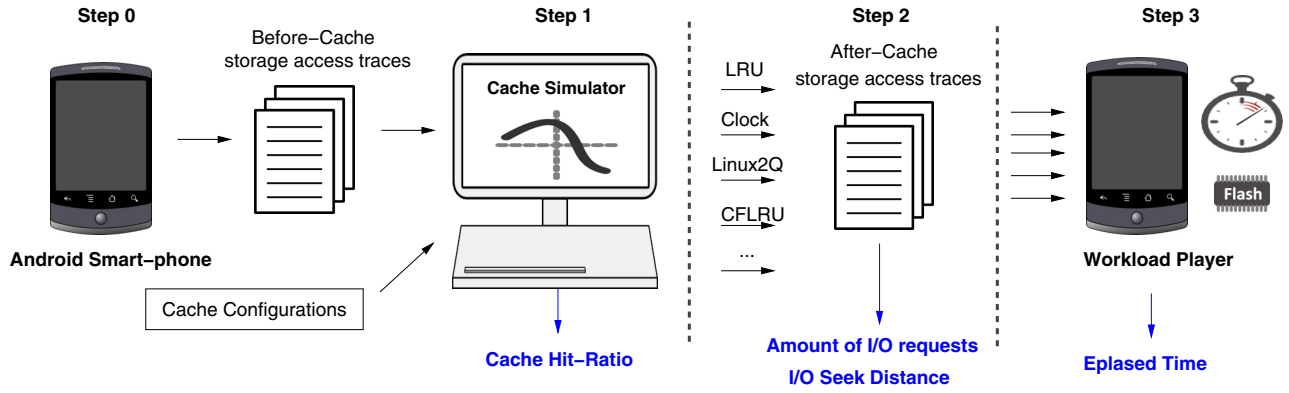 Step 0
Step 1
Step 2
Step 3
Before−Cache
storage access traces
Cache Simulator
LRU
Clock
Linux2Q
CFLRU
...
After−Cache
storage access traces
Flash
Android Smart−phone
Workload Player
Cache Configurations
Cache Hit−Ratio
Amount of I/O requests
I/O Seek Distance
Eplased Time